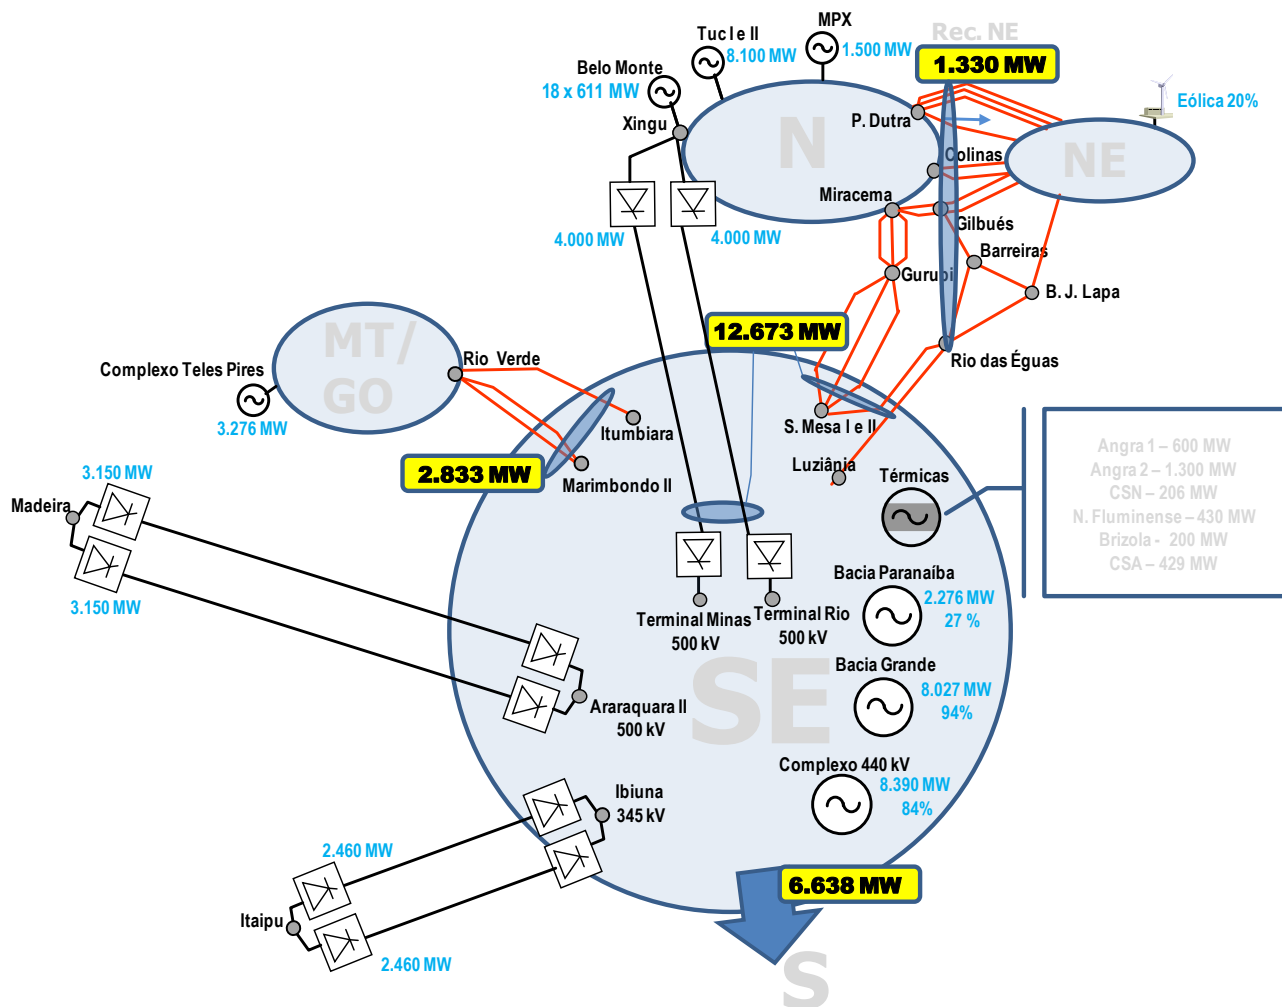 MPX
1.500 MW
Tuc I e II
8.100 MW
Rec. NE
1.330 MW
Belo Monte
18 x 611 MW
Xingu
N
P. Dutra
Eólica 20%
NE
Colinas
Miracema
Gilbués
4.000 MW
4.000 MW
Gurupi
Barreiras
B. J. Lapa
12.673 MW
Rio das Éguas
MT/
GO
Rio Verde
Complexo Teles Pires
3.276 MW
Itumbiara
S. Mesa I e II
2.833 MW
Marimbondo II
Luziânia
Térmicas
Angra 1 – 600 MW
Angra 2 – 1.300 MW
CSN – 206 MW
N. Fluminense – 430 MW
Brizola - 200 MW
CSA – 429 MW
3.150 MW
Madeira
3.150 MW
Terminal Minas
500 kV
Terminal Rio
500 kV
Bacia Paranaíba
2.276 MW
27 %
SE
Bacia Grande
8.027 MW
94%
Araraquara II
500 kV
Complexo 440 kV
8.390 MW
84%
Ibiuna
345 kV
2.460 MW
Itaipu
2.460 MW
6.638 MW
S